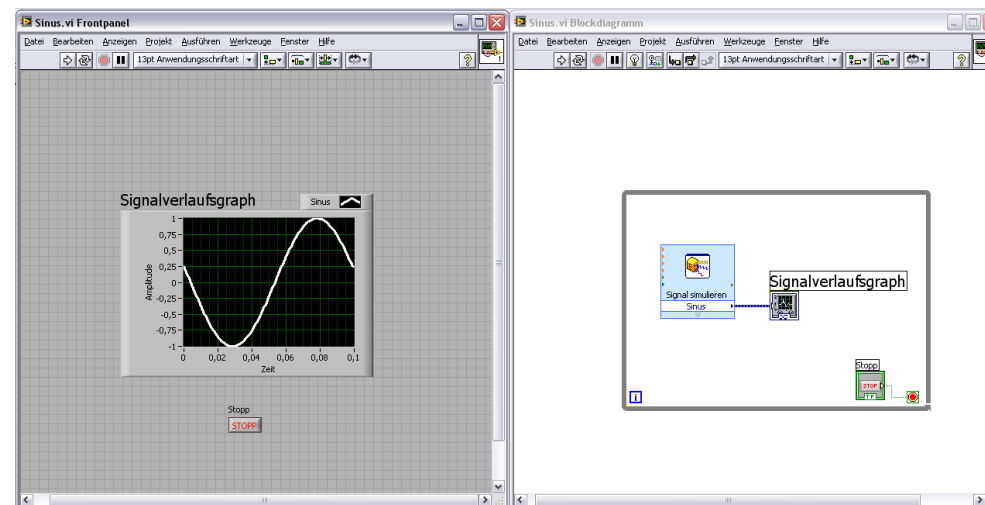 Sinus.vi Frontpanel
Datei Bearbeiten Anzeigen Projekt Ausführen Werkzeuge Fenster Hilfe
13pt Anwendungsschriftart
1
Signalverlaufsgraph
Sinus
1
0,75
0,5
0,25
0
-0,25
-0,5
-0,75
-1
Amplitude
0 0,02 0,04 0,06 0,08 0,1
Zeit
Stopp
STOPP
Sinus.vi Blockdiagramm
Datei Bearbeiten Anzeigen Projekt Ausführen Werkzeuge Fenster Hilfe
13pt Anwendungsschriftart
Signal simulieren
Sinus
Signalverlaufsgraph
Stopp
STOP
TF
i